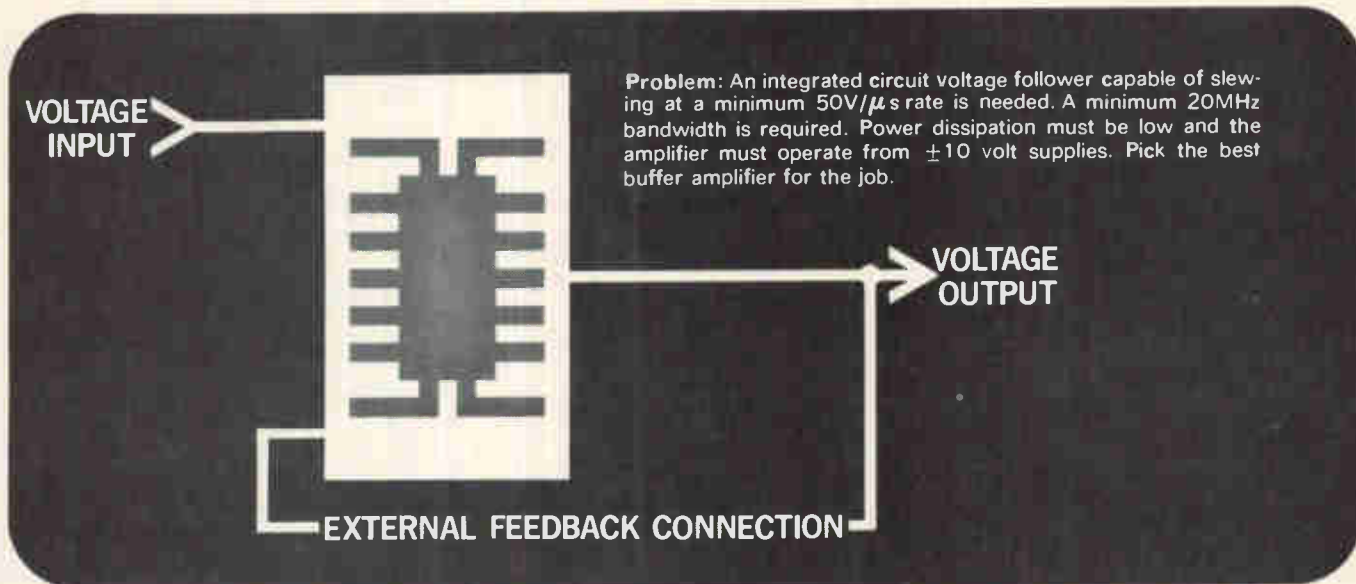 Problem: An integrated circuit voltage follower capable of slew-
ing at a minimum 50V/μs rate is needed. A minimum 20MHz
bandwidth is required. Power dissipation must be low and the
amplifier must operate from ±10 volt supplies. Pick the best
buffer amplifier for the job.
VOLTAGE
INPUT
VOLTAGE
OUTPUT
EXTERNAL FEEDBACK CONNECTION